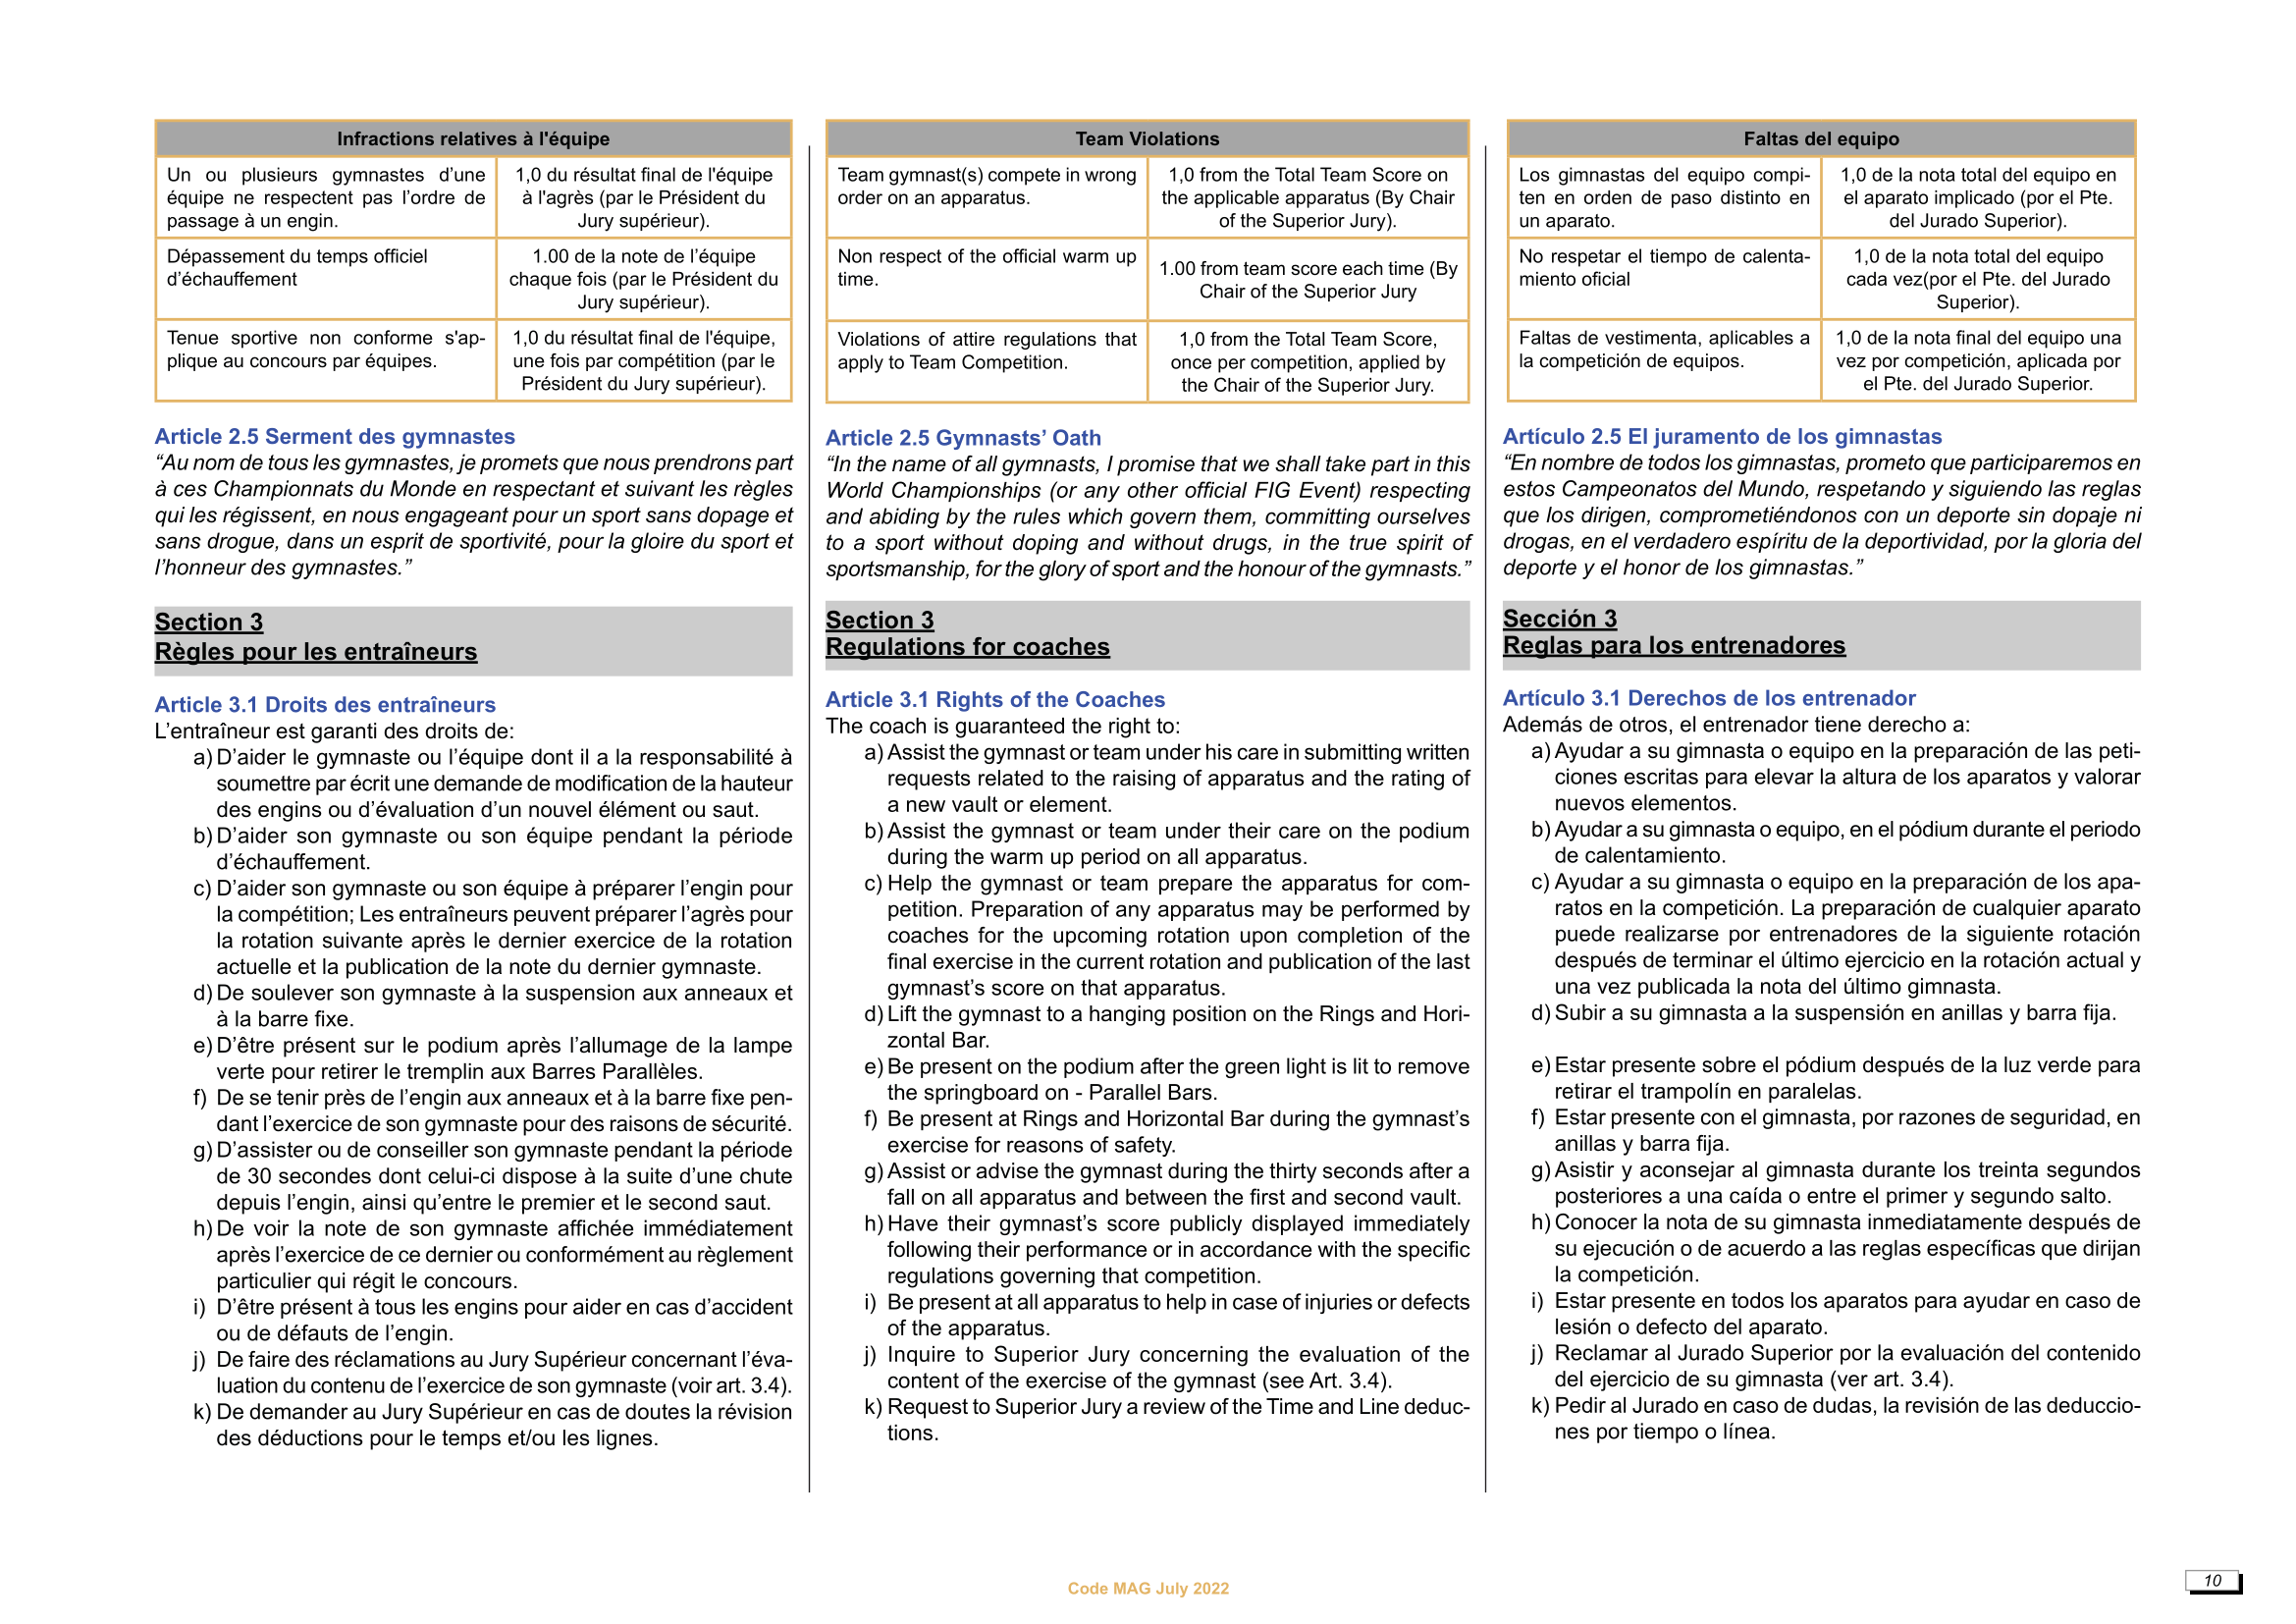 Infractions relatives à l'équipe
Un ou plusieurs gymnastes d’une
équipe ne respectent pas l’ordre de
passage à un engin.
1,0 du résultat final de l'équipe
à l'agrès (par le Président du
Jury supérieur).
Dépassement du temps officiel
d’échauffement
1.00 de la note de l’équipe
chaque fois (par le Président du
Jury supérieur).
Tenue sportive non conforme s'ap-
plique au concours par équipes.
1,0 du résultat final de l'équipe,
une fois par compétition (par le
Président du Jury supérieur).
Article 2.5 Serment des gymnastes
“Au nom de tous les gymnastes, je promets que nous prendrons part
à ces Championnats du Monde en respectant et suivant les règles
qui les régissent, en nous engageant pour un sport sans dopage et
sans drogue, dans un esprit de sportivité, pour la gloire du sport et
l’honneur des gymnastes.”
Section 3
Règles pour les entraîneurs
Article 3.1 Droits des entraîneurs
L’entraîneur est garanti des droits de:
a) D’aider le gymnaste ou l’équipe dont il a la responsabilité à
soumettre par écrit une demande de modification de la hauteur
des engins ou d’évaluation d’un nouvel élément ou saut.
b) D’aider son gymnaste ou son équipe pendant la période
d’échauffement.
c) D’aider son gymnaste ou son équipe à préparer l’engin pour
la compétition; Les entraîneurs peuvent préparer l’agrès pour
la rotation suivante après le dernier exercice de la rotation
actuelle et la publication de la note du dernier gymnaste.
d) De soulever son gymnaste à la suspension aux anneaux et
à la barre fixe.
e) D’être présent sur le podium après l’allumage de la lampe
verte pour retirer le tremplin aux Barres Parallèles.
f) De se tenir près de l’engin aux anneaux et à la barre fixe pen-
dant l’exercice de son gymnaste pour des raisons de sécurité.
g) D’assister ou de conseiller son gymnaste pendant la période
de 30 secondes dont celui-ci dispose à la suite d’une chute
depuis l’engin, ainsi qu’entre le premier et le second saut.
h) De voir la note de son gymnaste affichée immédiatement
après l’exercice de ce dernier ou conformément au règlement
particulier qui régit le concours.
i) D’être présent à tous les engins pour aider en cas d’accident
ou de défauts de l’engin.
j) De faire des réclamations au Jury Supérieur concernant l’éva-
luation du contenu de l’exercice de son gymnaste (voir art. 3.4).
k) De demander au Jury Supérieur en cas de doutes la révision
des déductions pour le temps et/ou les lignes.
Team Violations
Team gymnast(s) compete in wrong
order on an apparatus.
1,0 from the Total Team Score on
the applicable apparatus (By Chair
of the Superior Jury).
Non respect of the official warm up
time.
1.00 from team score each time (By
Chair of the Superior Jury
Violations of attire regulations that
apply to Team Competition.
1,0 from the Total Team Score,
once per competition, applied by
the Chair of the Superior Jury.
Article 2.5 Gymnasts’ Oath
“In the name of all gymnasts, I promise that we shall take part in this
World Championships (or any other official FIG Event) respecting
and abiding by the rules which govern them, committing ourselves
to a sport without doping and without drugs, in the true spirit of
sportsmanship, for the glory of sport and the honour of the gymnasts.”
Section 3
Regulations for coaches
Article 3.1 Rights of the Coaches
The coach is guaranteed the right to:
a) Assist the gymnast or team under his care in submitting written
requests related to the raising of apparatus and the rating of
a new vault or element.
b) Assist the gymnast or team under their care on the podium
during the warm up period on all apparatus.
c) Help the gymnast or team prepare the apparatus for com-
petition. Preparation of any apparatus may be performed by
coaches for the upcoming rotation upon completion of the
final exercise in the current rotation and publication of the last
gymnast’s score on that apparatus.
d) Lift the gymnast to a hanging position on the Rings and Hori-
zontal Bar.
e) Be present on the podium after the green light is lit to remove
the springboard on - Parallel Bars.
f) Be present at Rings and Horizontal Bar during the gymnast’s
exercise for reasons of safety.
g) Assist or advise the gymnast during the thirty seconds after a
fall on all apparatus and between the first and second vault.
h) Have their gymnast’s score publicly displayed immediately
following their performance or in accordance with the specific
regulations governing that competition.
i) Be present at all apparatus to help in case of injuries or defects
of the apparatus.
j) Inquire to Superior Jury concerning the evaluation of the
content of the exercise of the gymnast (see Art. 3.4).
k) Request to Superior Jury a review of the Time and Line deduc-
tions.
Faltas del equipo
Los gimnastas del equipo compi-
ten en orden de paso distinto en
un aparato.
1,0 de la nota total del equipo en
el aparato implicado (por el Pte.
del Jurado Superior).
No respetar el tiempo de calenta-
miento oficial
1,0 de la nota total del equipo
cada vez(por el Pte. del Jurado
Superior).
Faltas de vestimenta, aplicables a
la competición de equipos.
1,0 de la nota final del equipo una
vez por competición, aplicada por
el Pte. del Jurado Superior.
Artículo 2.5 El juramento de los gimnastas
“En nombre de todos los gimnastas, prometo que participaremos en
estos Campeonatos del Mundo, respetando y siguiendo las reglas
que los dirigen, comprometiéndonos con un deporte sin dopaje ni
drogas, en el verdadero espíritu de la deportividad, por la gloria del
deporte y el honor de los gimnastas.”
Sección 3
Reglas para los entrenadores
Artículo 3.1 Derechos de los entrenador
Además de otros, el entrenador tiene derecho a:
a) Ayudar a su gimnasta o equipo en la preparación de las peti-
ciones escritas para elevar la altura de los aparatos y valorar
nuevos elementos.
b) Ayudar a su gimnasta o equipo, en el pódium durante el periodo
de calentamiento.
c) Ayudar a su gimnasta o equipo en la preparación de los apa-
ratos en la competición. La preparación de cualquier aparato
puede realizarse por entrenadores de la siguiente rotación
después de terminar el último ejercicio en la rotación actual y
una vez publicada la nota del último gimnasta.
d) Subir a su gimnasta a la suspensión en anillas y barra fija.
e) Estar presente sobre el pódium después de la luz verde para
retirar el trampolín en paralelas.
f) Estar presente con el gimnasta, por razones de seguridad, en
anillas y barra fija.
g) Asistir y aconsejar al gimnasta durante los treinta segundos
posteriores a una caída o entre el primer y segundo salto.
h) Conocer la nota de su gimnasta inmediatamente después de
su ejecución o de acuerdo a las reglas específicas que dirijan
la competición.
i) Estar presente en todos los aparatos para ayudar en caso de
lesión o defecto del aparato.
j) Reclamar al Jurado Superior por la evaluación del contenido
del ejercicio de su gimnasta (ver art. 3.4).
k) Pedir al Jurado en caso de dudas, la revisión de las deduccio-
nes por tiempo o línea.
Code MAG July 2022
10